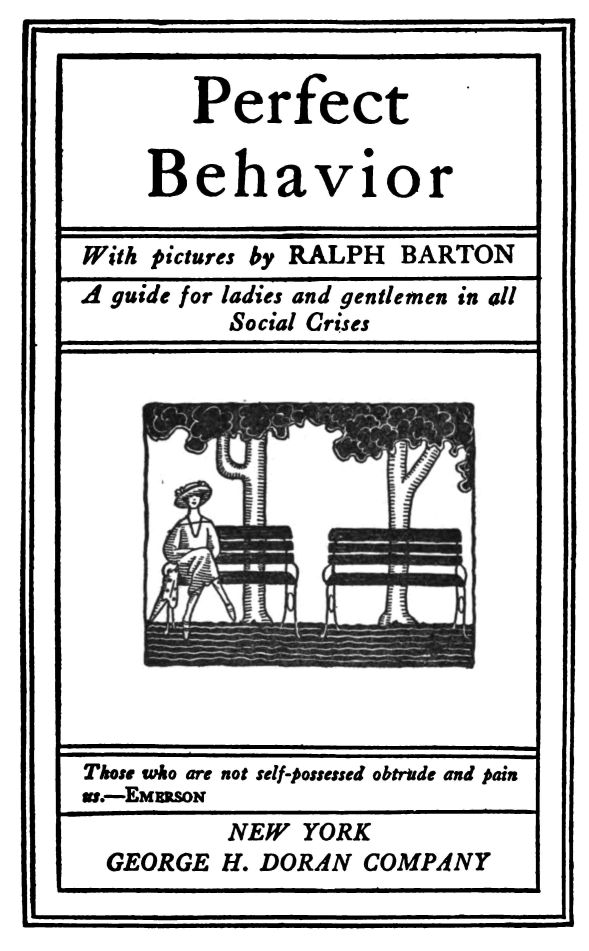 Perfect
Behavior
With pictures by RALPH BARTON
A guide for ladies and gentlemen in all
Social Crises
Those who are not self-possessed obtrude and pain
us.—EMERSON
NEW YORK
GEORGE H. DORAN COMPANY